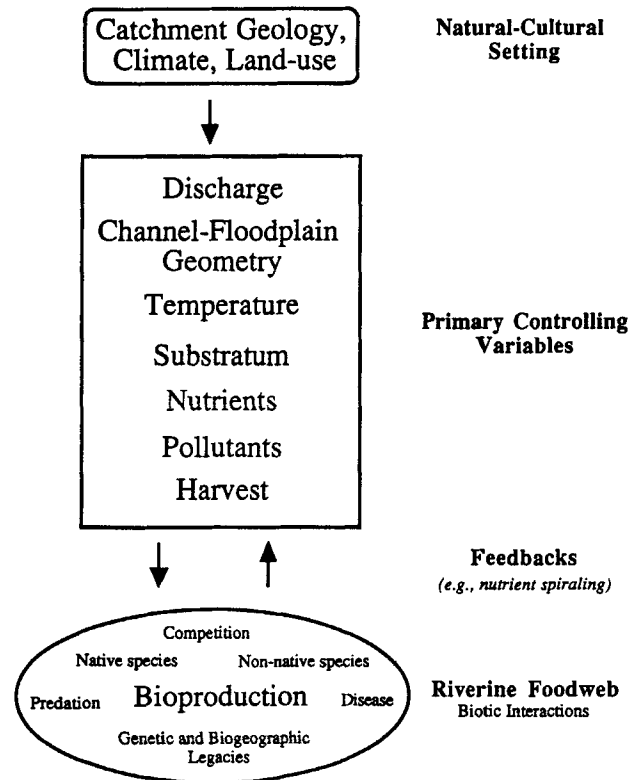 Catchment Geology,
Climate, Land-use
Natural-Cultural
Setting
Discharge
Channel-Floodplain
Geometry
Temperature
Substratum
Nutrients
Pollutants
Harvest
Primary Controlling
Variables
Feedbacks
(e.g., nutrient spiraling)
Competition
Native species Non-native species
Predation Bioproduction Disease
Genetic and Biogeographic
Legacies
Riverine Foodweb
Biotic Interactions